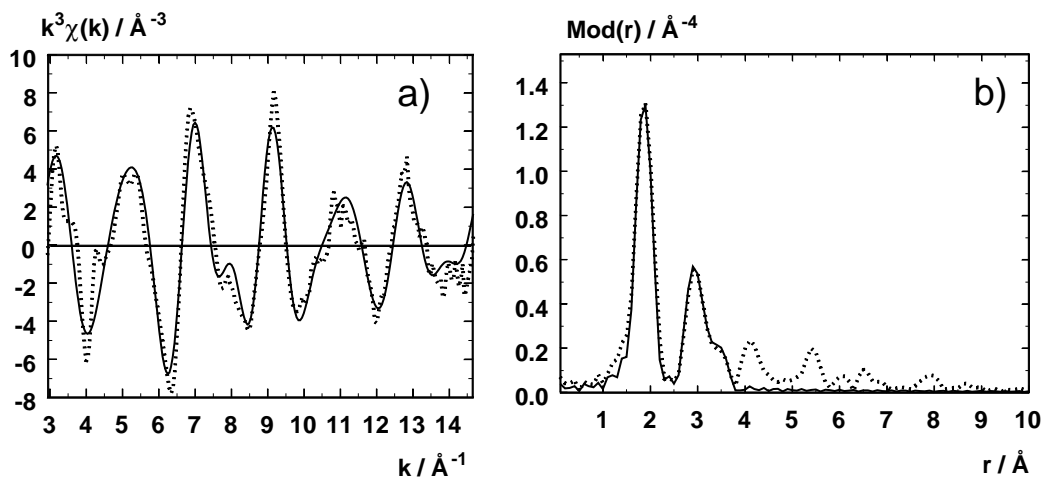 k³χ(k) / Å⁻³
Mod(r) / Å⁻⁴
a)
b)
10
8
6
4
2
0
-2
-4
-6
-8
1.4
1.2
1.0
0.8
0.6
0.4
0.2
0.0
3 4 5 6 7 8 9 10 11 12 13 14
1 2 3 4 5 6 7 8 9 10
k / Å⁻¹
r / Å